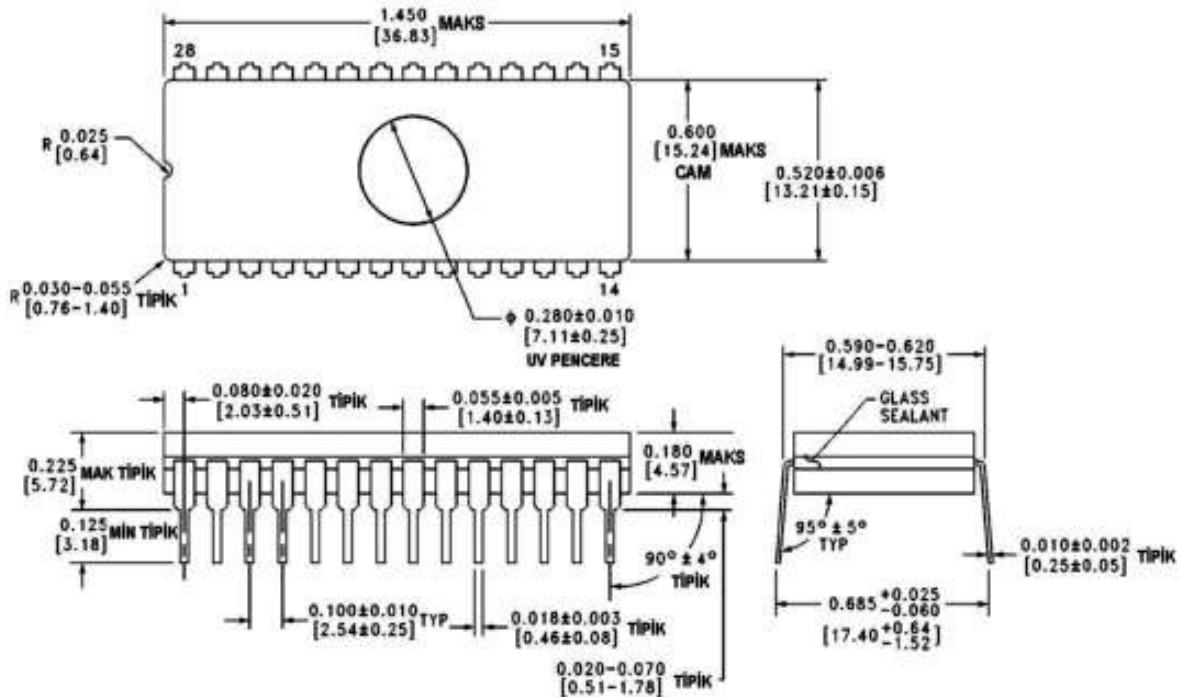 1.450 MAKS
[36.83]
28
15
R 0.025
[0.64]
0.600
[15.24] MAKS
CAM
0.520±0.006
[13.21±0.15]
R 0.030-0.055 TİPİK
[0.76-1.40]
1
14
ϕ 0.280±0.010
[7.11±0.25]
UV PENCERE
0.590-0.620
[14.99-15.75]
0.080±0.020 TİPİK
[2.03±0.51]
0.055±0.005 TİPİK
[1.40±0.13]
GLASS
SEALANT
0.225 MAK TİPİK
[5.72]
0.180 MAKS
[4.57]
0.125 MİN TİPİK
[3.18]
90° ± 4°
TİPİK
95° ± 5°
TYP
0.010±0.002
[0.25±0.05] TİPİK
0.100±0.010 TYP
[2.54±0.25]
0.018±0.003 TİPİK
[0.46±0.08]
0.685 +0.025 -0.060
[17.40 +0.64 -1.52]
0.020-0.070
[0.51-1.78] TİPİK